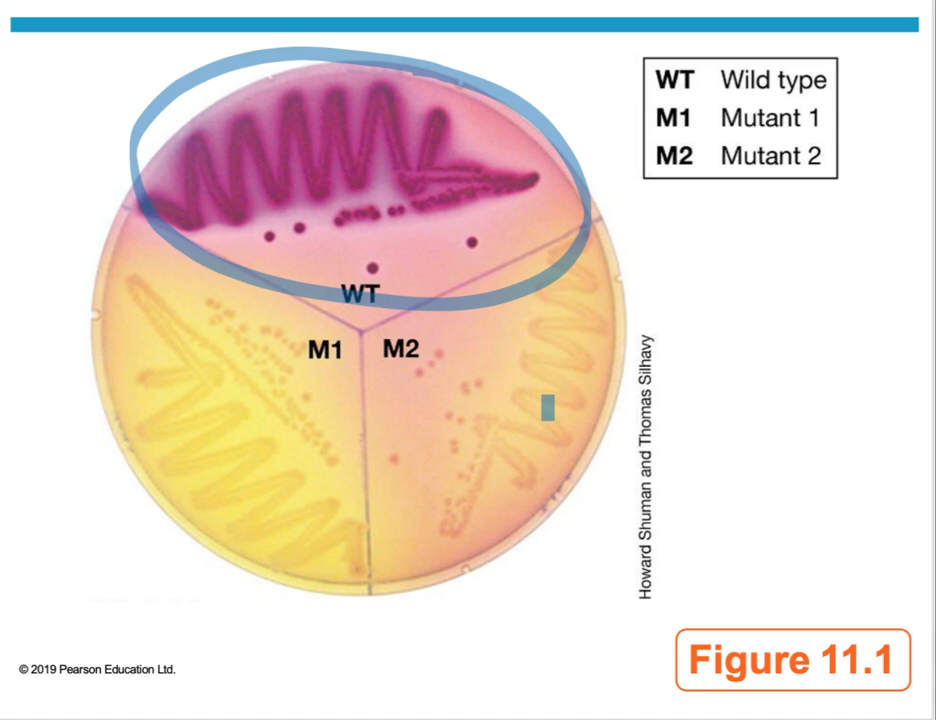 WT Wild type
M1 Mutant 1
M2 Mutant 2
WT
M1 M2
Howard Shuman and Thomas Silhavy
© 2019 Pearson Education Ltd.
Figure 11.1